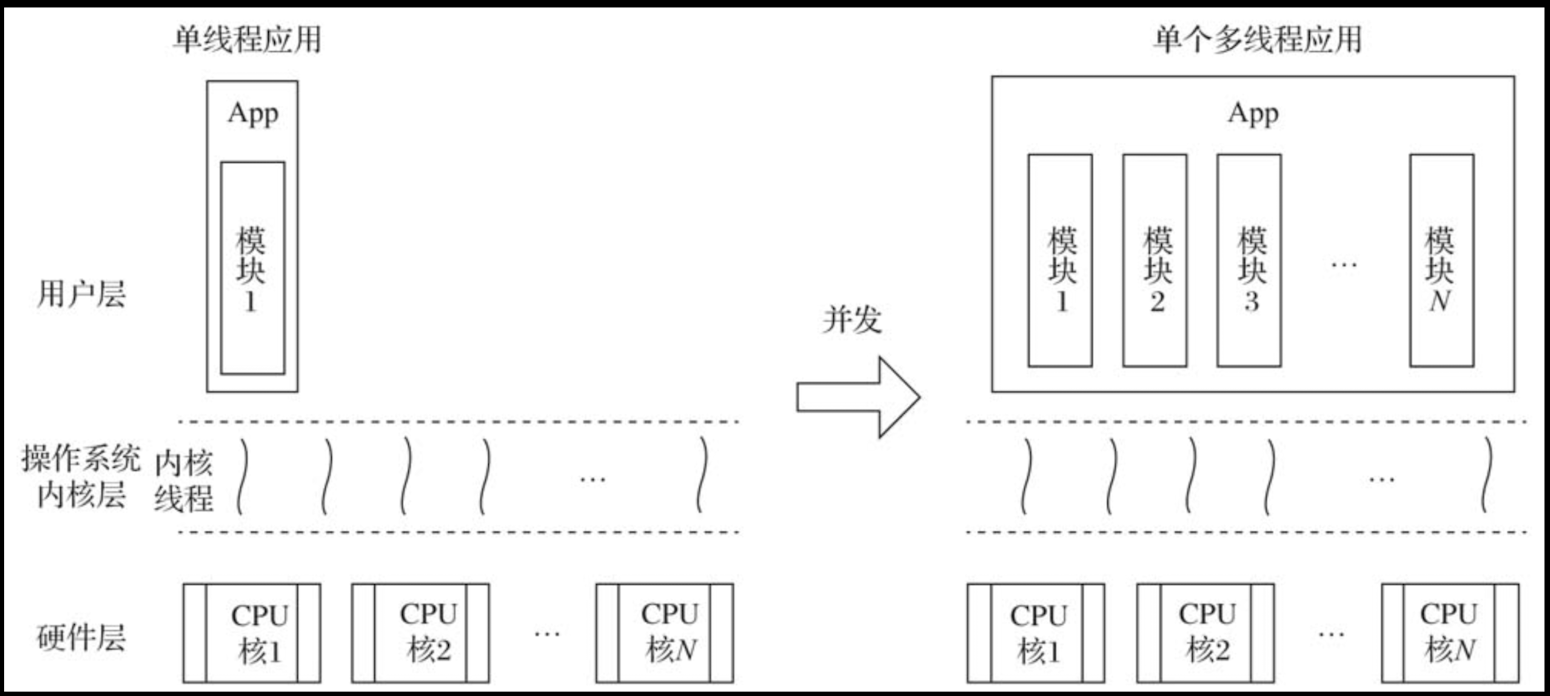 单线程应用
App
模块1
用户层
操作系统
内核层
内核
线程
…
硬件层
CPU
核1
CPU
核2
…
CPU
核N
并发
单个多线程应用
App
模块1
模块2
模块3
…
模块N
…
CPU
核1
CPU
核2
…
CPU
核N